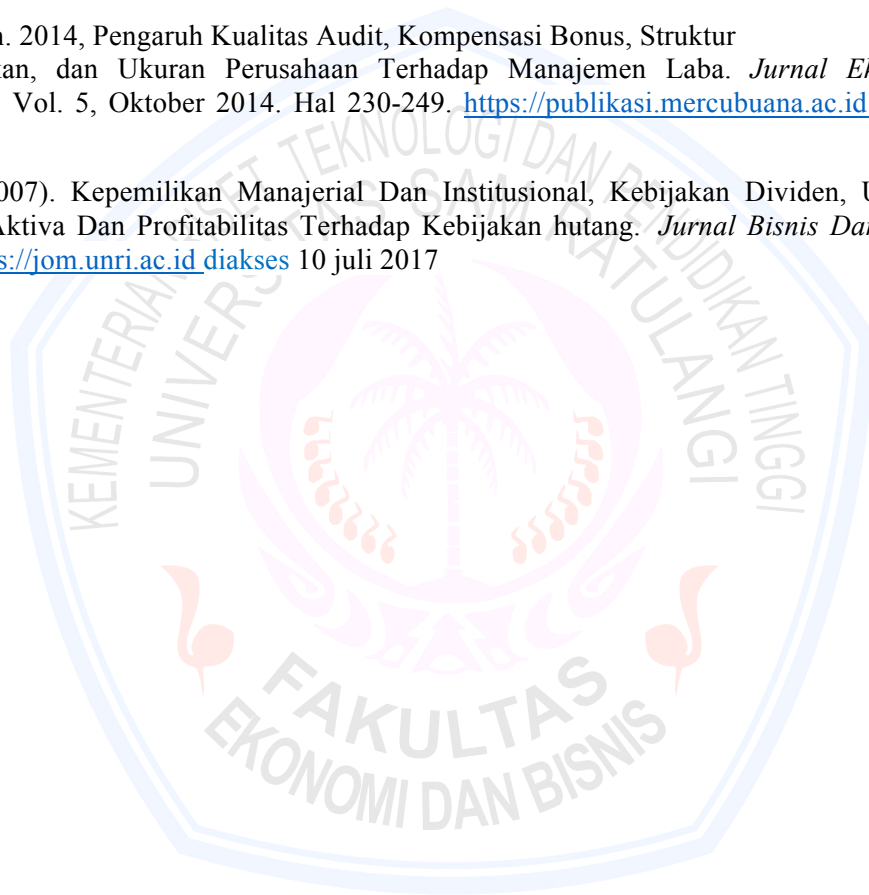 n. 2014, Pengaruh Kualitas Audit, Kompensasi Bonus, Struktur
kan, dan Ukuran Perusahaan Terhadap Manajemen Laba. Jurnal Ek
Vol. 5, Oktober 2014. Hal 230-249. https://publikasi.mercubuana.ac.id
007). Kepemilikan Manajerial Dan Institusional, Kebijakan Dividen, U
Aktiva Dan Profitabilitas Terhadap Kebijakan hutang. Jurnal Bisnis Dan
s://jom.unri.ac.id diakses 10 juli 2017
KEMENTERIAN RISET TEKNOLOGI DAN PENDIDIKAN TINGGI
UNIVERSITAS SAM RATULANGI
FAKULTAS
EKONOMI DAN BISNIS